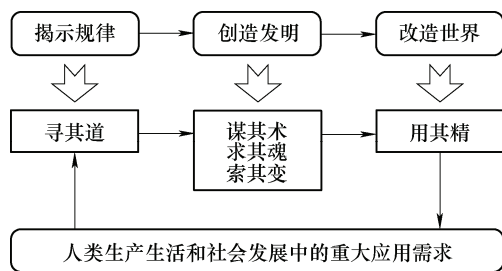 揭示规律
创造发明
改造世界
寻其道
谋其术
求其魂
索其变
用其精
人类生产生活和社会发展中的重大应用需求